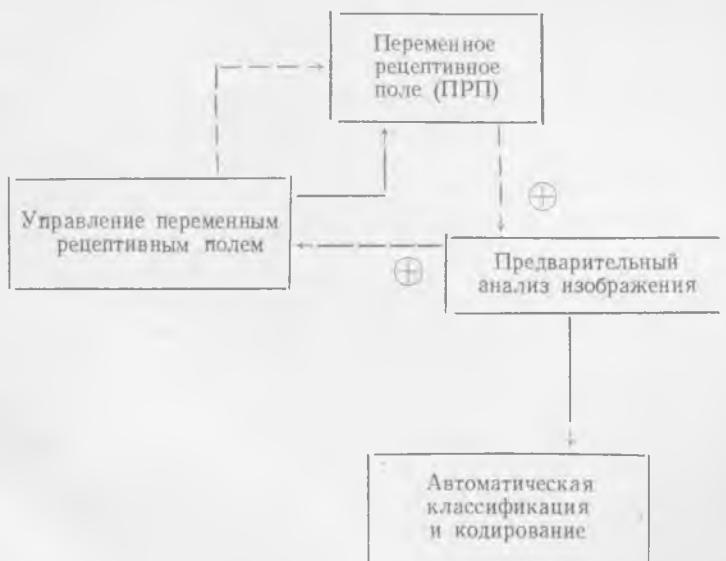 Переменное
рецептивное
поле (ПРП)
Управление переменным
рецептивным полем
Предварительный
анализ изображения
Автоматическая
классификация
и кодирование